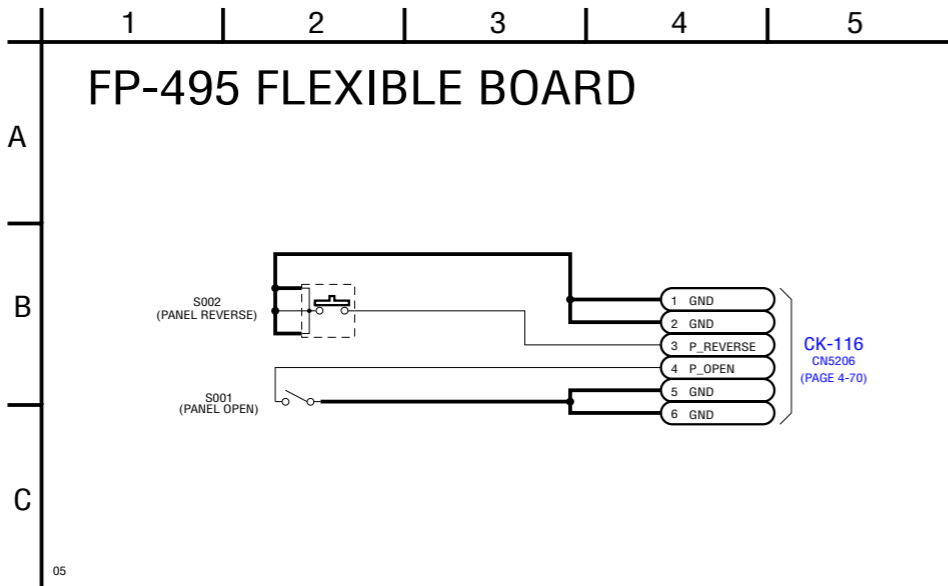 1 2 3 4 5
FP-495 FLEXIBLE BOARD
A
B
C
S002
(PANEL REVERSE)
S001
(PANEL OPEN)
1 GND
2 GND
3 P_REVERSE
4 P_OPEN
5 GND
6 GND
CK-116
CN5206
(PAGE 4-70)
05